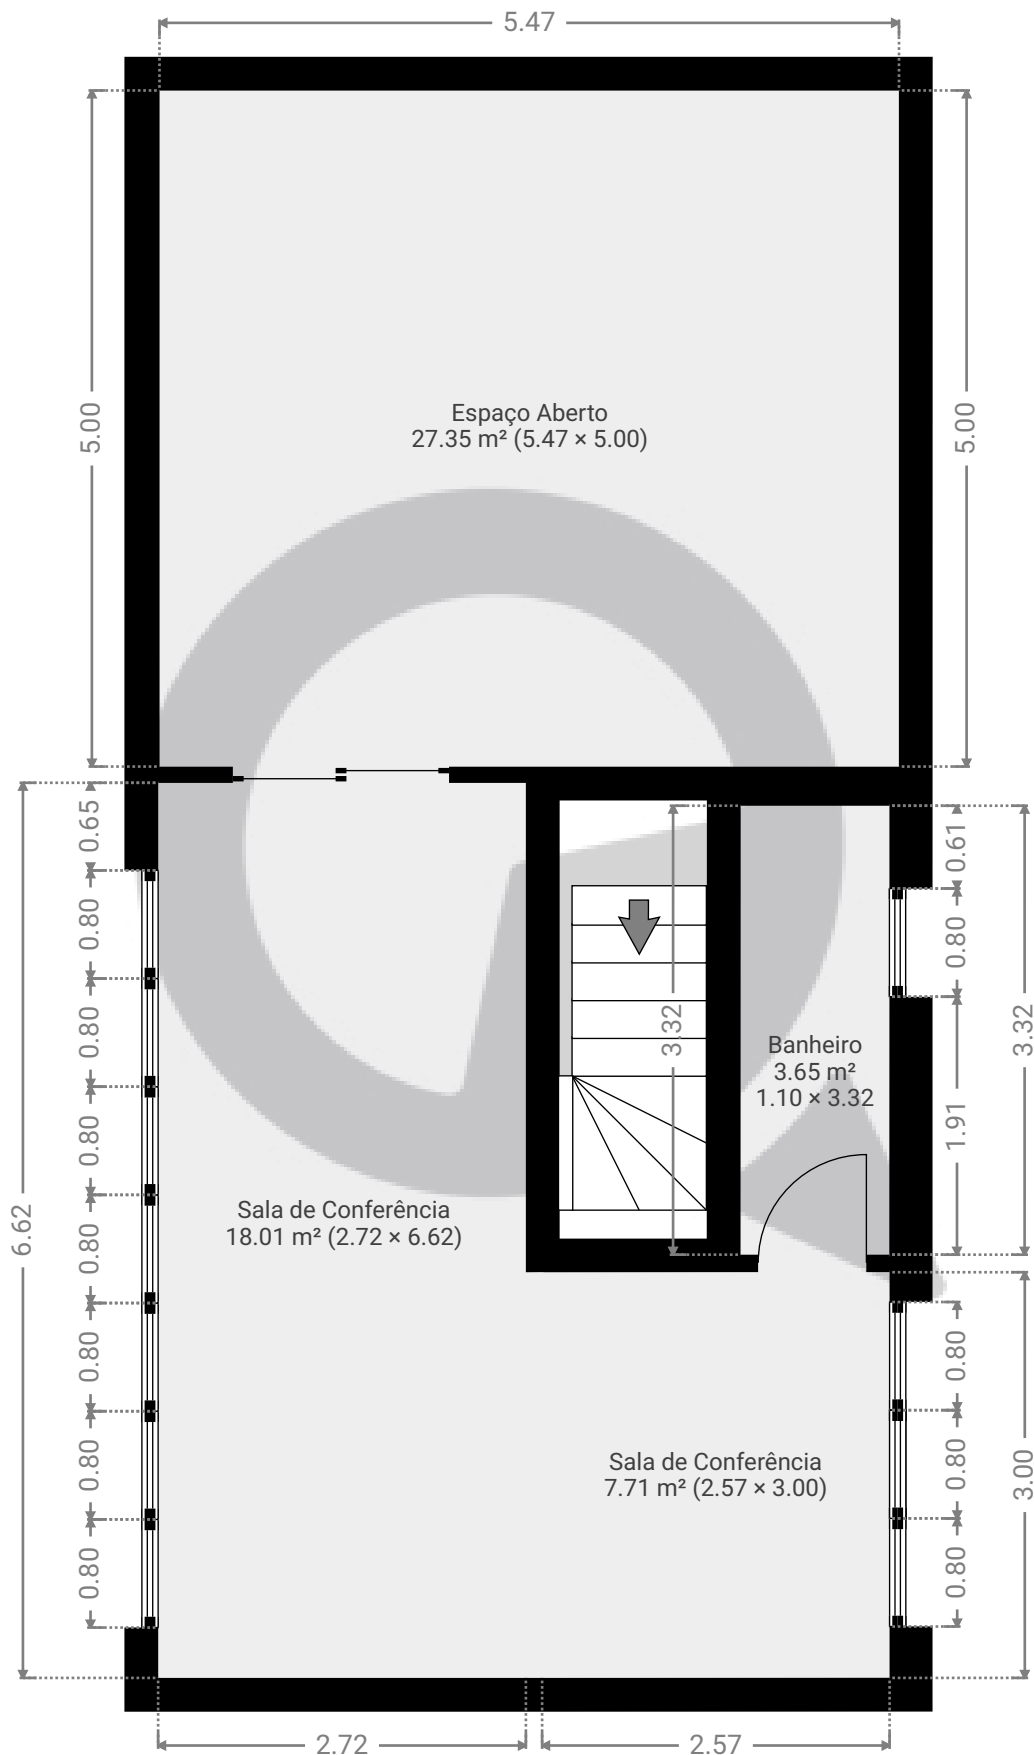 5.47
5.00
5.00
Espaço Aberto
27.35 m² (5.47 × 5.00)
0.65
0.61
0.80
0.80
0.80
3.32
3.32
Banheiro
3.65 m²
1.10 × 3.32
1.91
0.80
6.62
Sala de Conferência
18.01 m² (2.72 × 6.62)
0.80
0.80
0.80
0.80
0.80
Sala de Conferência
7.71 m² (2.57 × 3.00)
0.80
3.00
0.80
0.80
2.72
2.57